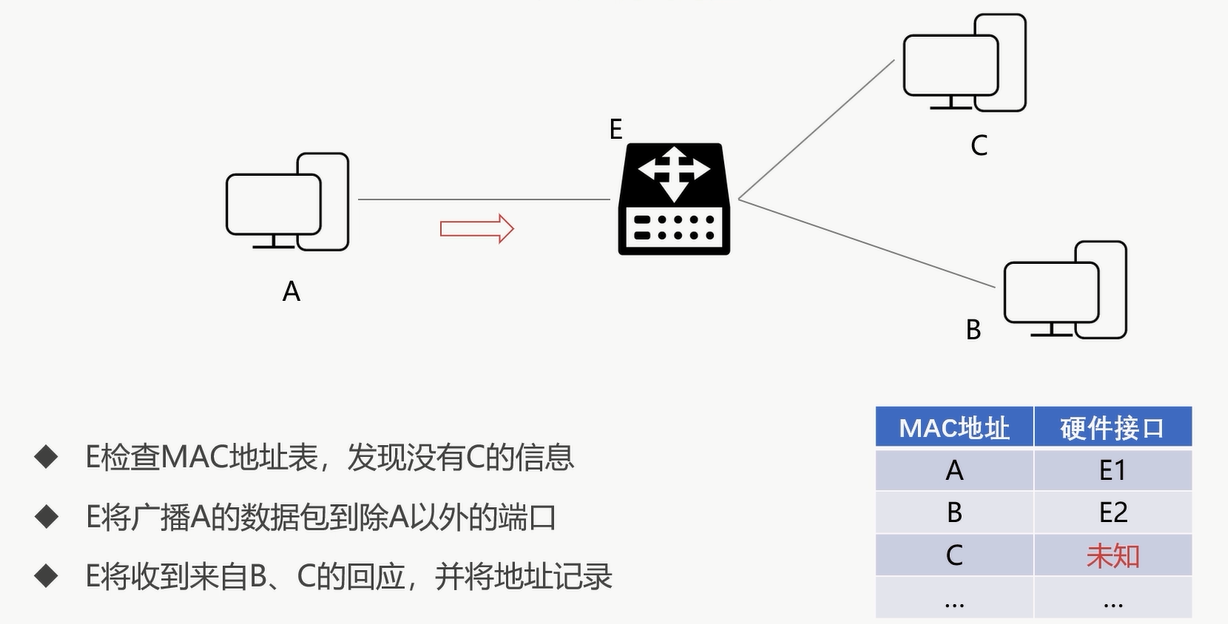 E
C
A
B
◆ E检查MAC地址表，发现没有C的信息
◆ E将广播A的数据包到除A以外的端口
◆ E将收到来自B、C的回应，并将地址记录
MAC地址 硬件接口
A E1
B E2
C 未知
... ...